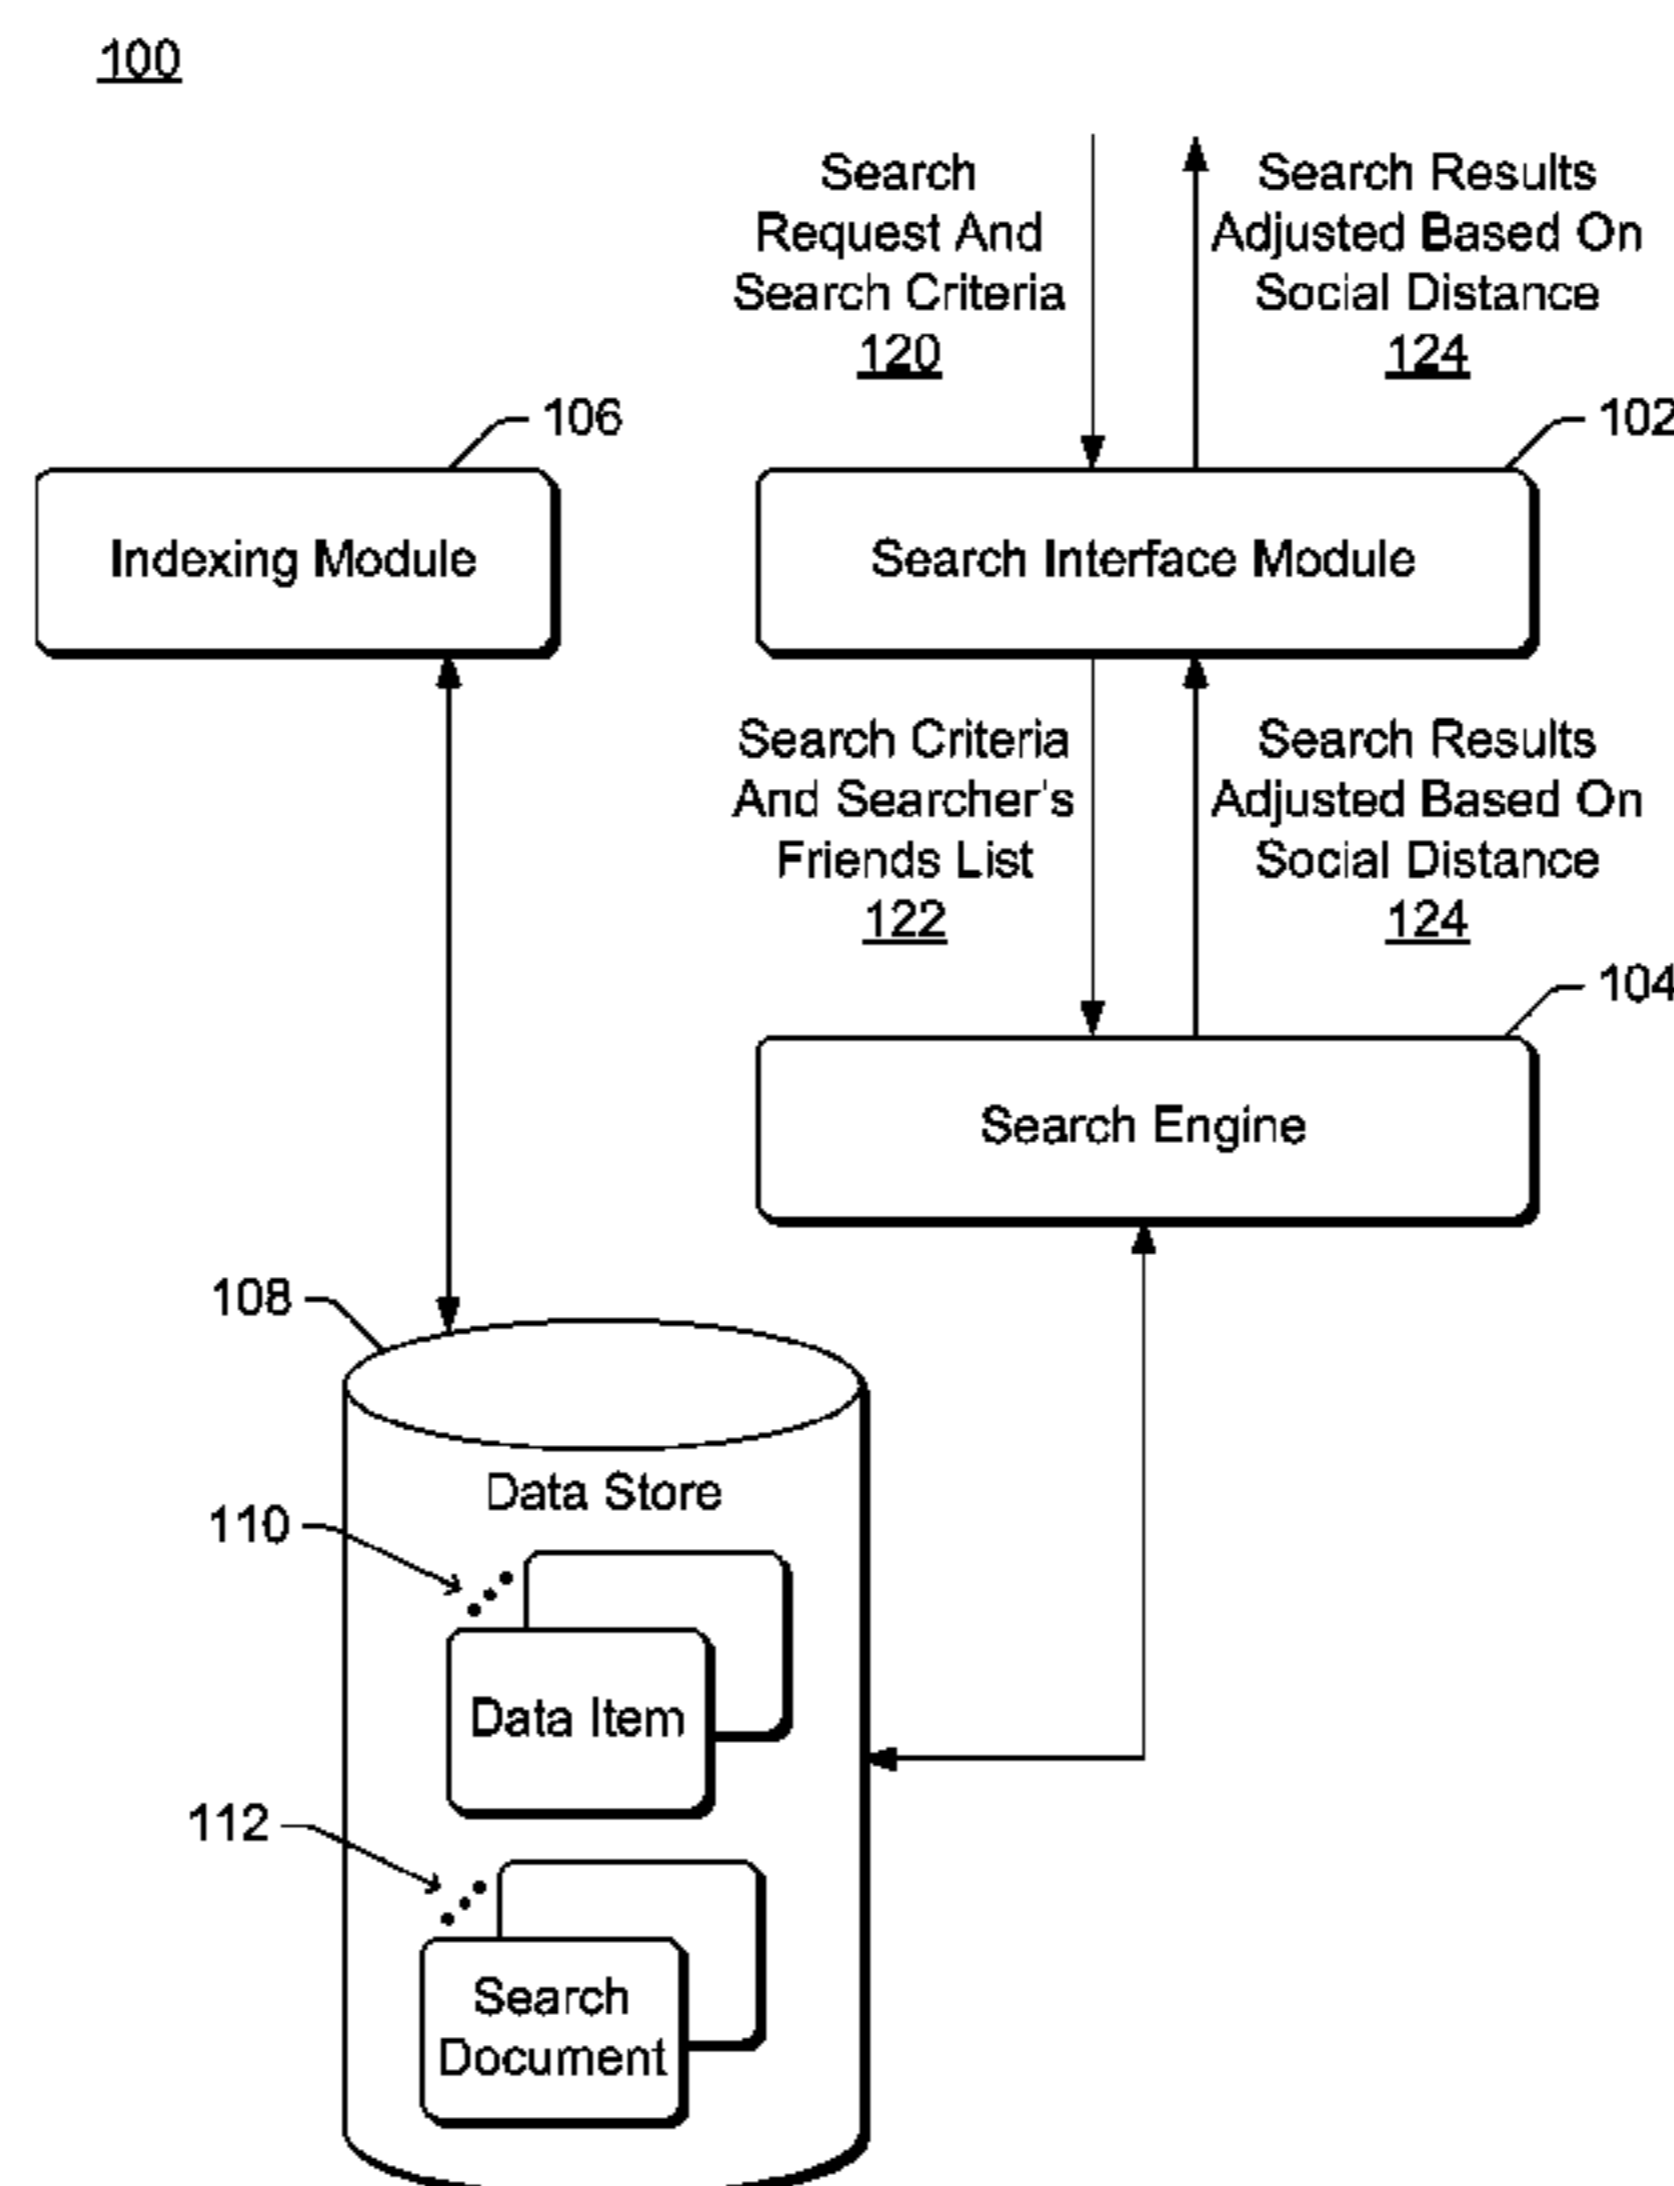 100
Search
Request And
Search Criteria
120
Search Results
Adjusted Based On
Social Distance
124
106
102
Indexing Module
Search Interface Module
Search Criteria
And Searcher's
Friends List
122
Search Results
Adjusted Based On
Social Distance
124
104
Search Engine
108
Data Store
110
Data Item
112
Search
Document